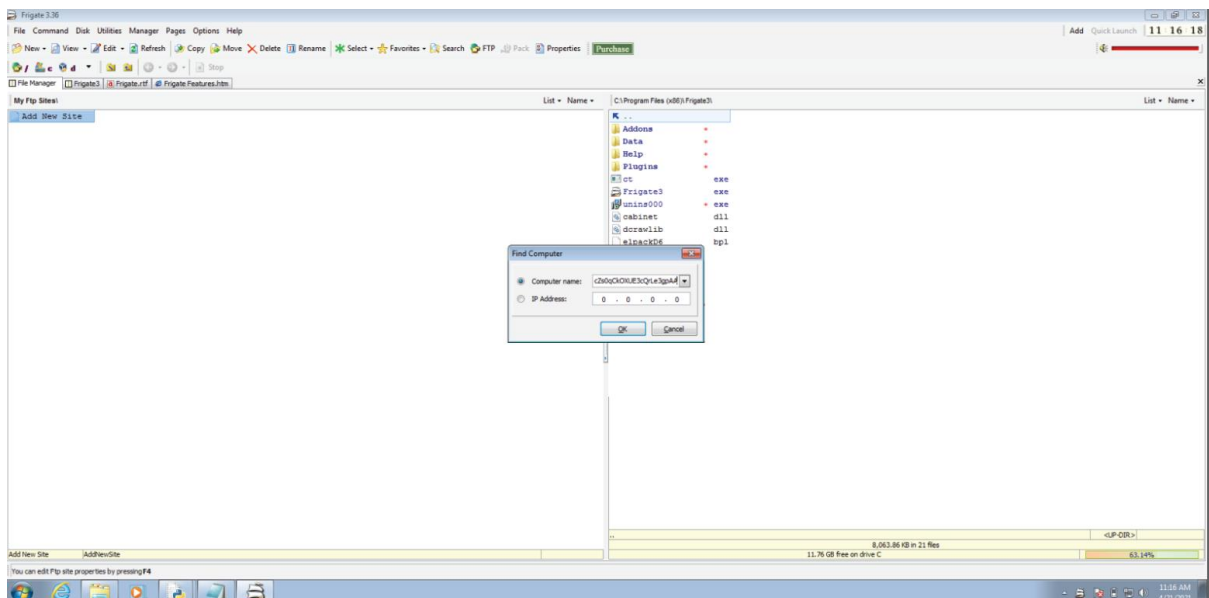 Frigate 3.36
File Command Disk Utilities Manager Pages Options Help
Add Quick Launch 11 16 18
New View Edit Refresh Copy Move Delete Rename Select Favorites Search FTP Pack Properties Purchase
/ c d Stop
File Manager Frigate3 Frigate.rtf Frigate Features.htm
My Ftp Sites\ List Name
C:\Program Files (x86)\Frigate3\ List Name
Add New Site
..
Addons
Data
Help
Plugins
ct exe
Frigate3 exe
unins000 exe
cabinet dll
dcrawlib dll
elpackD6 bpl
Find Computer
Computer name:
IP Address: 0 . 0 . 0 . 0
OK Cancel
.. <UP-DIR>
8,063.86 KB in 21 files
Add New Site AddNewSite
11.76 GB free on drive C 63.14%
You can edit Ftp site properties by pressing F4
11:16 AM